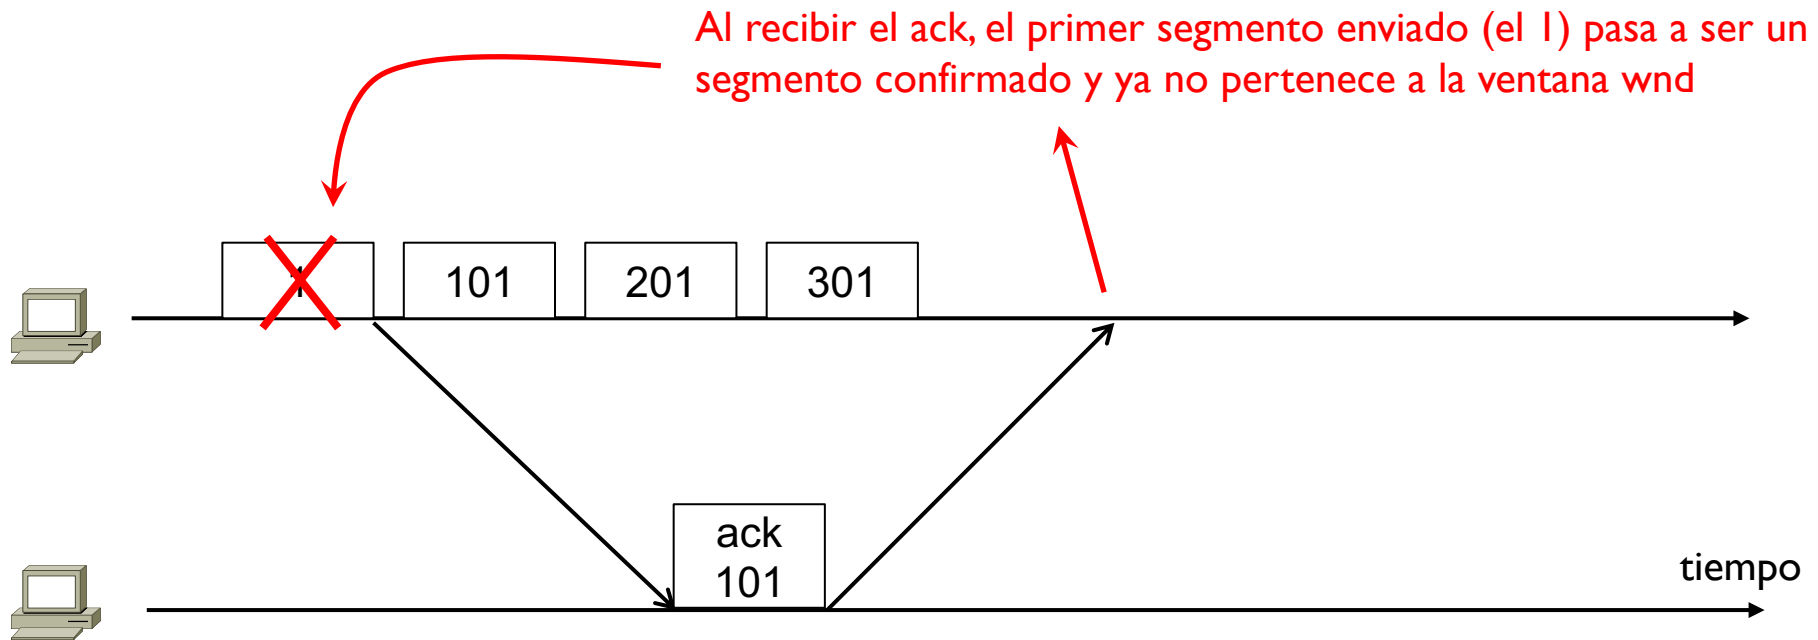 Al recibir el ack, el primer segmento enviado (el 1) pasa a ser un
segmento confirmado y ya no pertenece a la ventana wnd
1
101
201
301
ack
101
tiempo